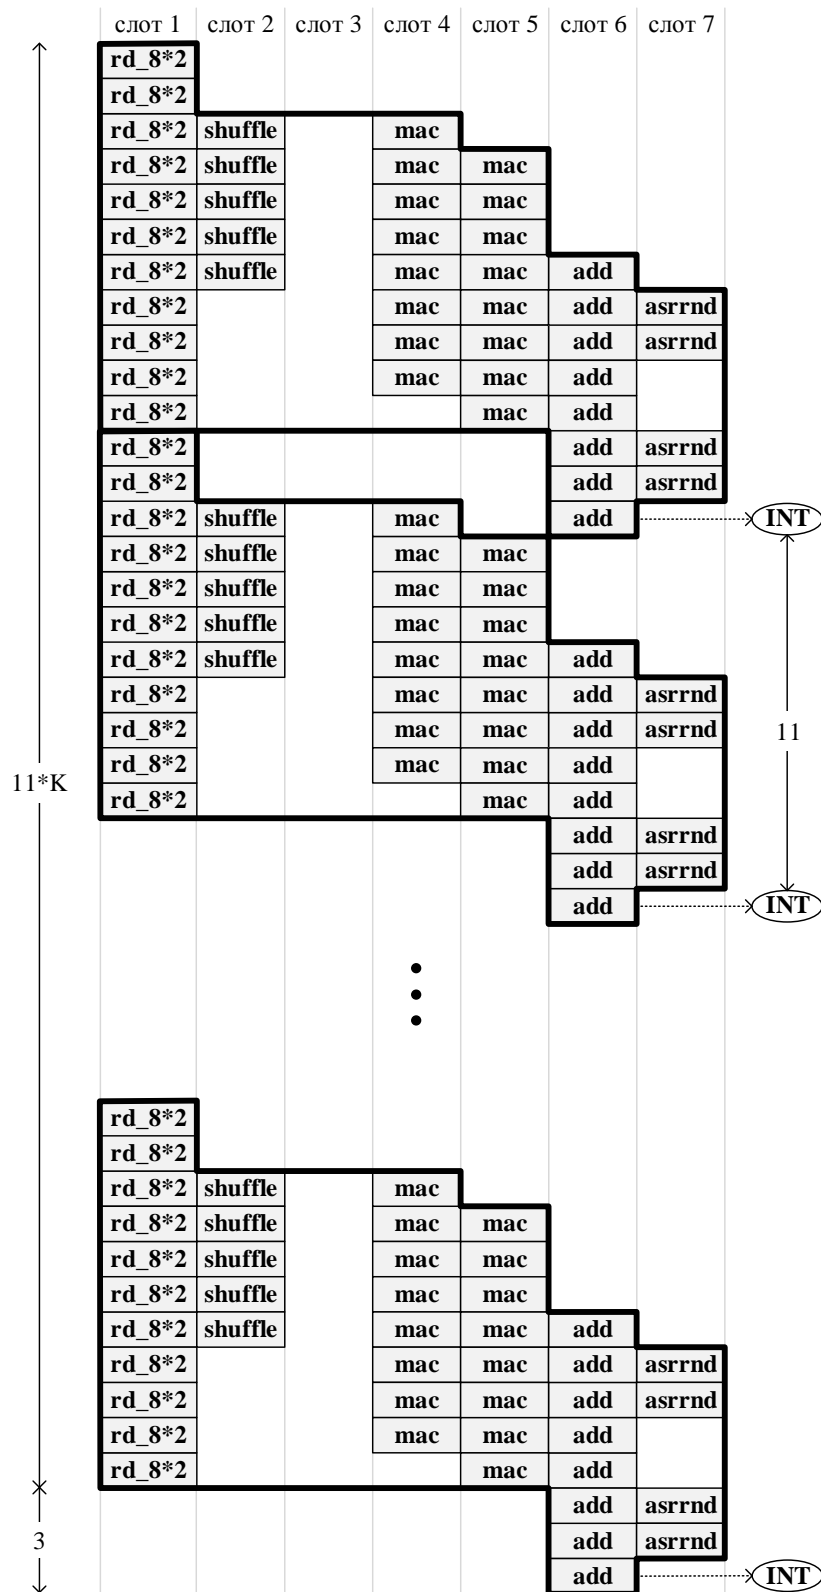 слот 1 слот 2 слот 3 слот 4 слот 5 слот 6 слот 7
rd_8*2
rd_8*2
rd_8*2 shuffle mac
rd_8*2 shuffle mac mac
rd_8*2 shuffle mac mac
rd_8*2 shuffle mac mac
rd_8*2 shuffle mac mac add
rd_8*2 mac mac add asrrnd
rd_8*2 mac mac add asrrnd
rd_8*2 mac mac add
rd_8*2 mac add
rd_8*2 add asrrnd
rd_8*2 add asrrnd
rd_8*2 shuffle mac add INT
rd_8*2 shuffle mac mac
rd_8*2 shuffle mac mac
rd_8*2 shuffle mac mac
rd_8*2 shuffle mac mac add
rd_8*2 mac mac add asrrnd
rd_8*2 mac mac add asrrnd 11
11*K rd_8*2 mac mac add
rd_8*2 mac add
add asrrnd
add asrrnd
add INT
rd_8*2
rd_8*2
rd_8*2 shuffle mac
rd_8*2 shuffle mac mac
rd_8*2 shuffle mac mac
rd_8*2 shuffle mac mac
rd_8*2 shuffle mac mac add
rd_8*2 mac mac add asrrnd
rd_8*2 mac mac add asrrnd
rd_8*2 mac mac add
rd_8*2 mac add
add asrrnd
3 add asrrnd
add INT